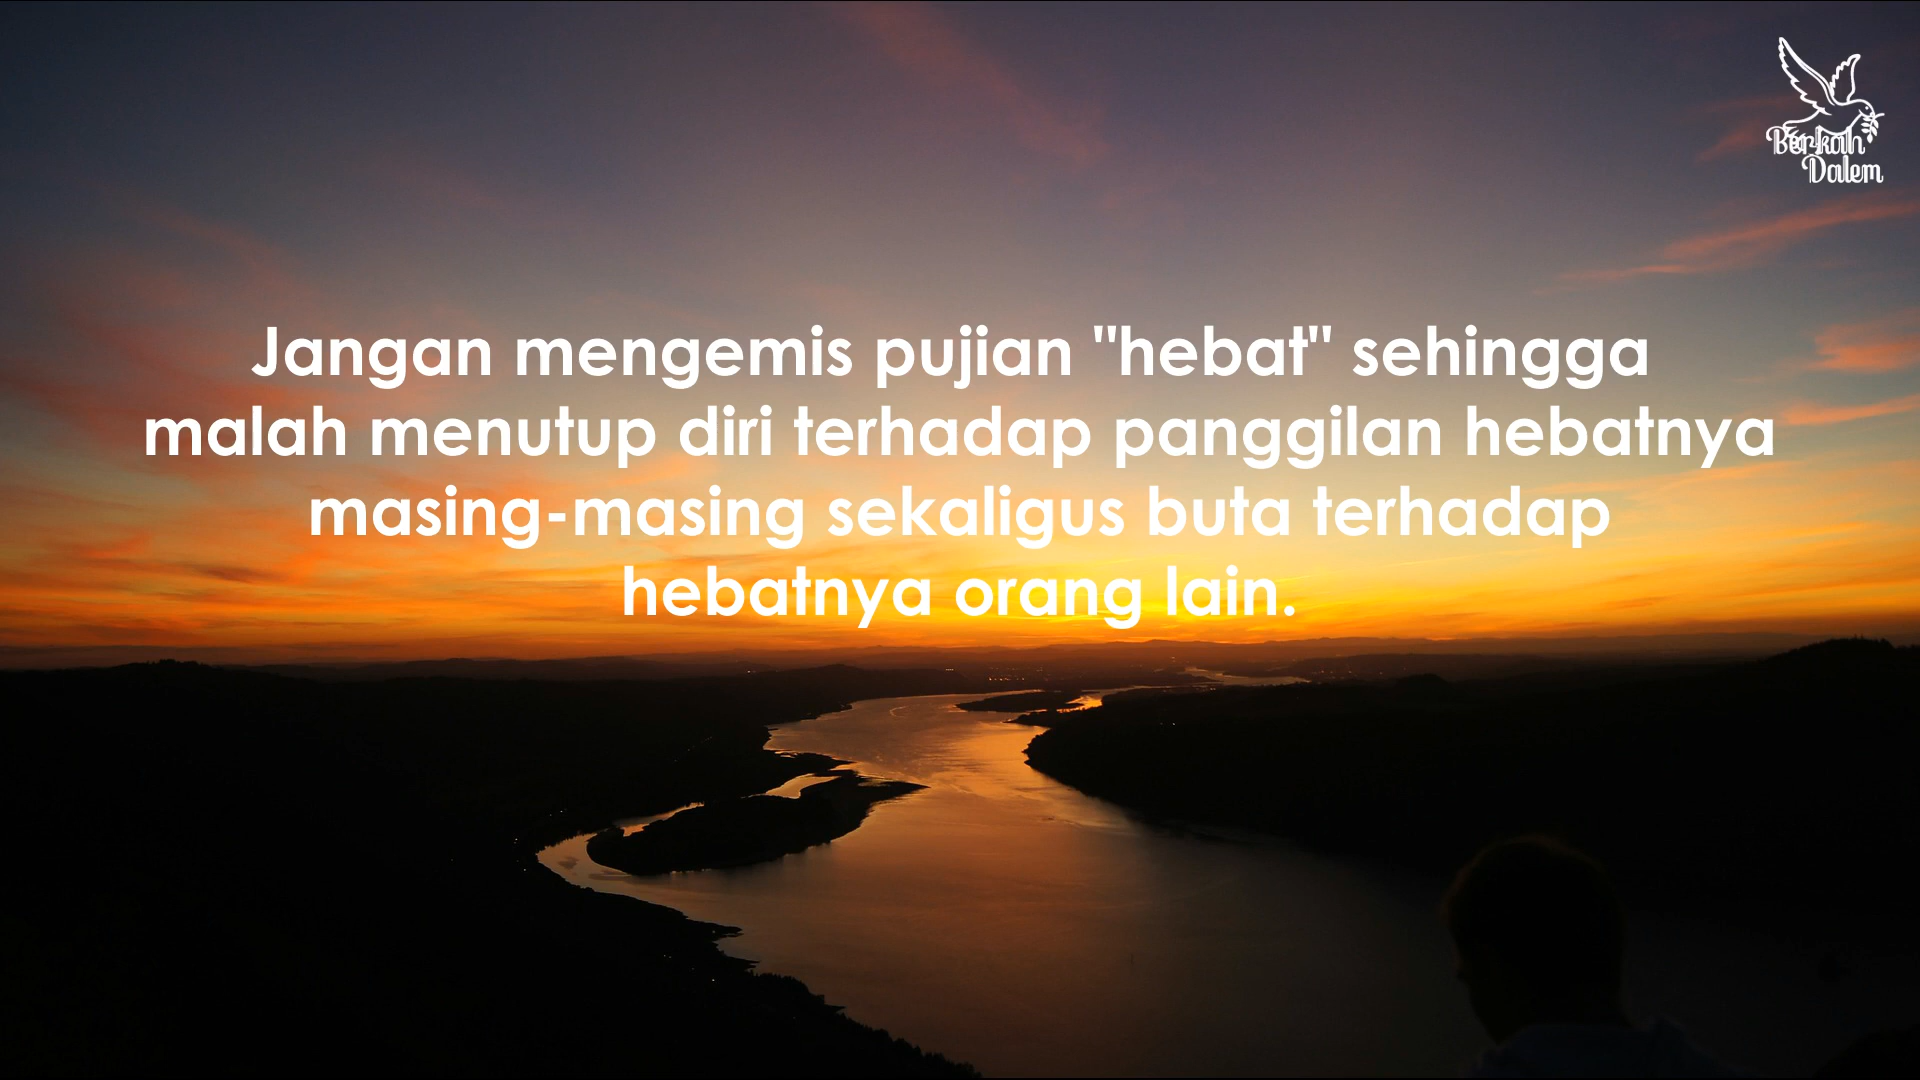 Berkah
Dalem
Jangan mengemis pujian "hebat" sehingga
malah menutup diri terhadap panggilan hebatnya
masing-masing sekaligus buta terhadap
hebatnya orang lain.